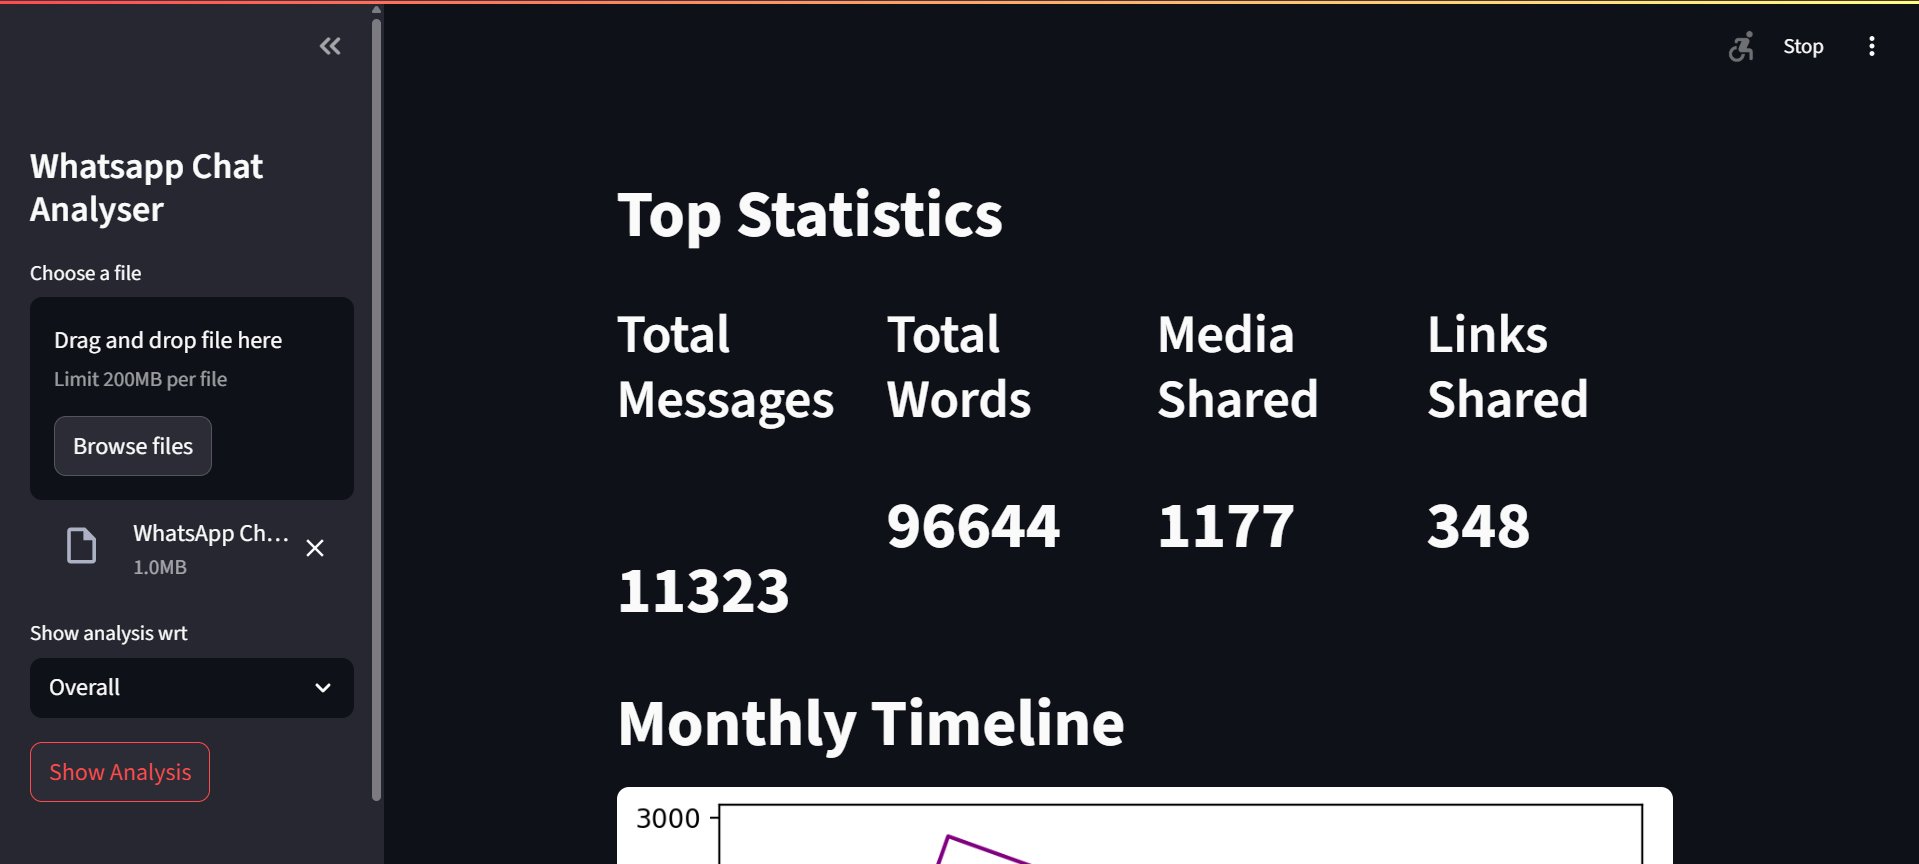 Stop
Whatsapp Chat
Analyser
Choose a file
Drag and drop file here
Limit 200MB per file
Browse files
WhatsApp Ch...
1.0MB
Show analysis wrt
Overall
Show Analysis
Top Statistics
Total
Messages
11323
Total
Words
96644
Media
Shared
1177
Links
Shared
348
Monthly Timeline
3000